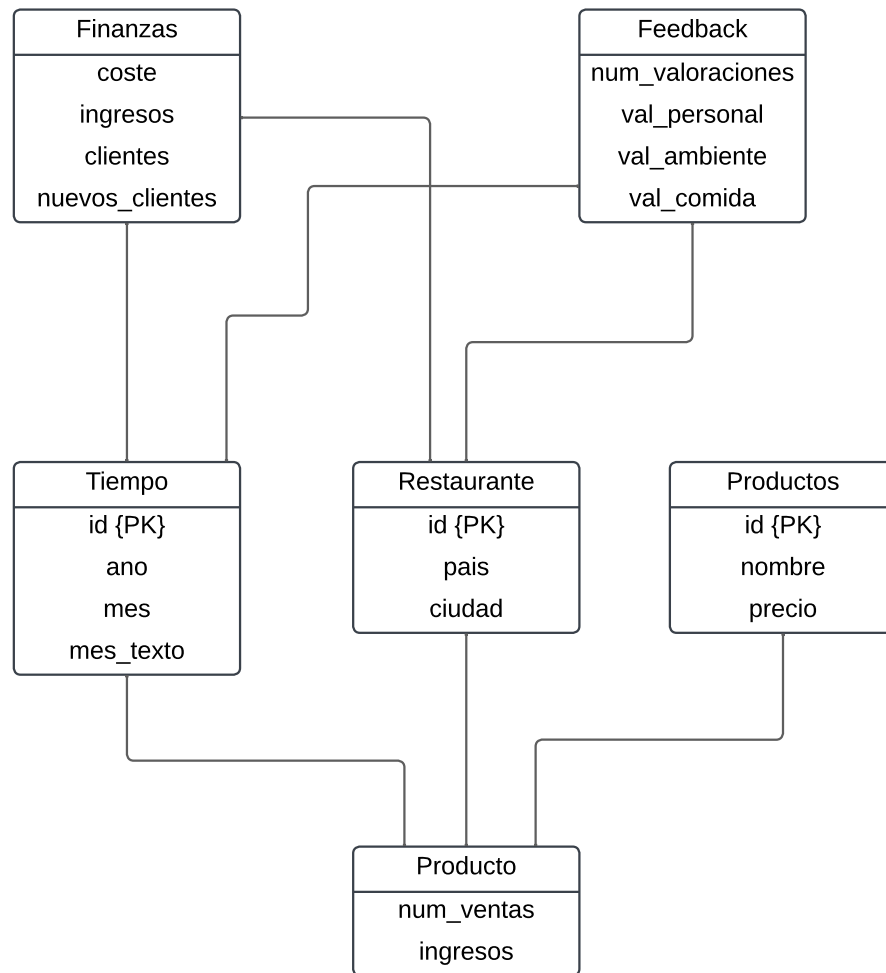 Finanzas
coste
ingresos
clientes
nuevos_clientes
Feedback
num_valoraciones
val_personal
val_ambiente
val_comida
Tiempo
id {PK}
ano
mes
mes_texto
Restaurante
id {PK}
pais
ciudad
Productos
id {PK}
nombre
precio
Producto
num_ventas
ingresos